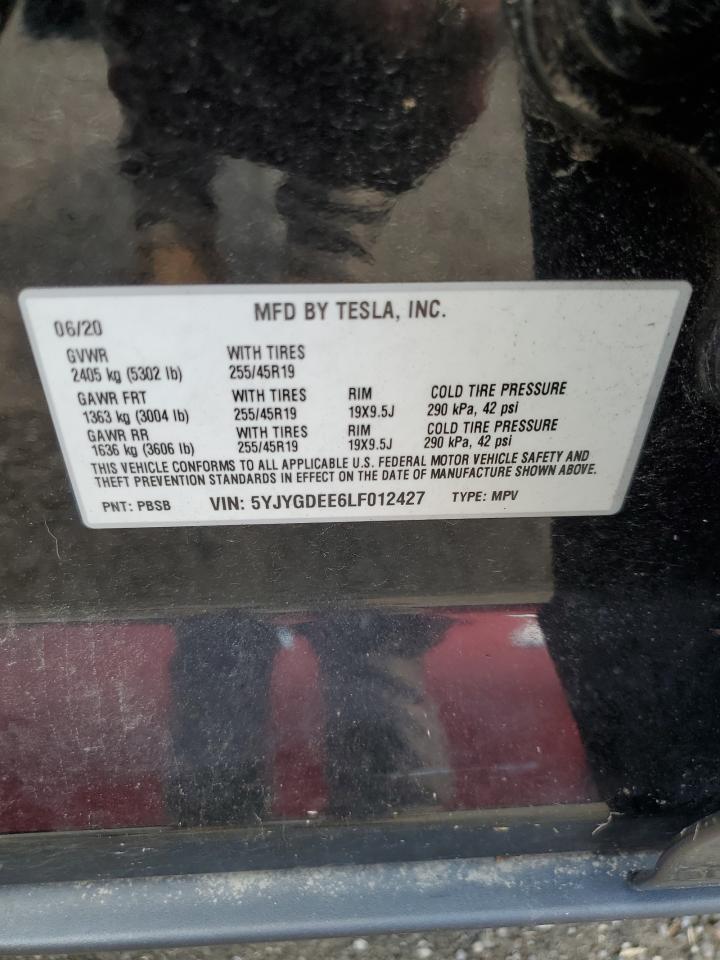 MFD BY TESLA, INC.
06/20
GVWR WITH TIRES
2405 kg (5302 lb) 255/45R19
GAWR FRT WITH TIRES RIM COLD TIRE PRESSURE
1363 kg (3004 lb) 255/45R19 19X9.5J 290 kPa, 42 psi
GAWR RR WITH TIRES RIM COLD TIRE PRESSURE
1636 kg (3606 lb) 255/45R19 19X9.5J 290 kPa, 42 psi
THIS VEHICLE CONFORMS TO ALL APPLICABLE U.S. FEDERAL MOTOR VEHICLE SAFETY AND
THEFT PREVENTION STANDARDS IN EFFECT ON THE DATE OF MANUFACTURE SHOWN ABOVE.
PNT: PBSB VIN: 5YJYGDEE6LF012427 TYPE: MPV